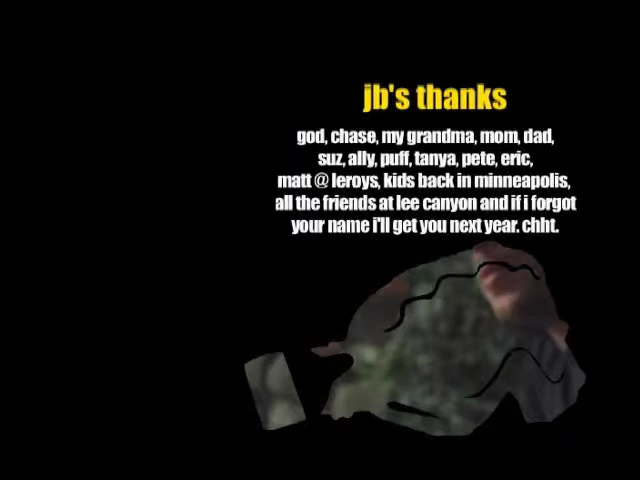 jb's thanks
god, chase, my grandma, mom, dad,
suz, ally, puff, tanya, pete, eric,
matt @ leroys, kids back in minneapolis,
all the friends at lee canyon and if i forgot
your name i'll get you next year. chht.